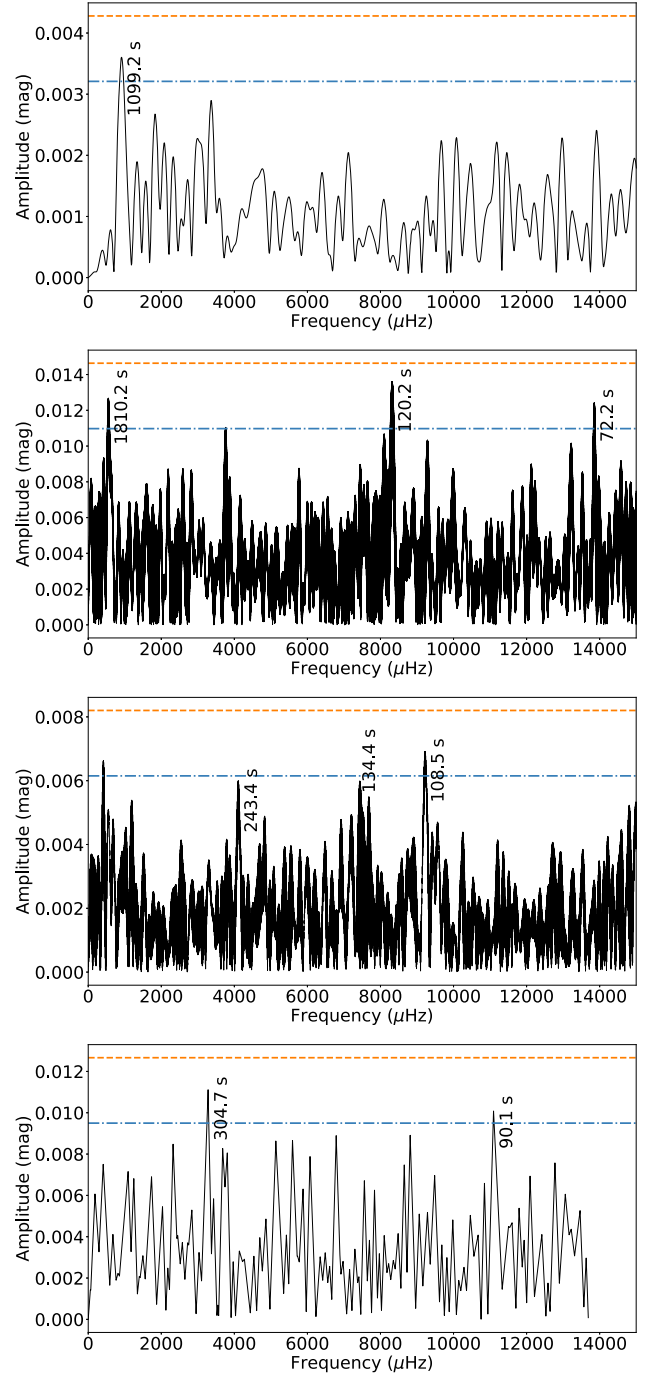 0.004
0.003
0.002
0.001
0.000
Amplitude (mag)
1099.2 s
0 2000 4000 6000 8000 10000 12000 14000
Frequency (μHz)
0.014
0.012
0.010
0.008
0.006
0.004
0.002
0.000
Amplitude (mag)
1810.2 s
120.2 s
72.2 s
0 2000 4000 6000 8000 10000 12000 14000
Frequency (μHz)
0.008
0.006
0.004
0.002
0.000
Amplitude (mag)
243.4 s
134.4 s
108.5 s
0 2000 4000 6000 8000 10000 12000 14000
Frequency (μHz)
0.012
0.010
0.008
0.006
0.004
0.002
0.000
Amplitude (mag)
304.7 s
90.1 s
0 2000 4000 6000 8000 10000 12000 14000
Frequency (μHz)